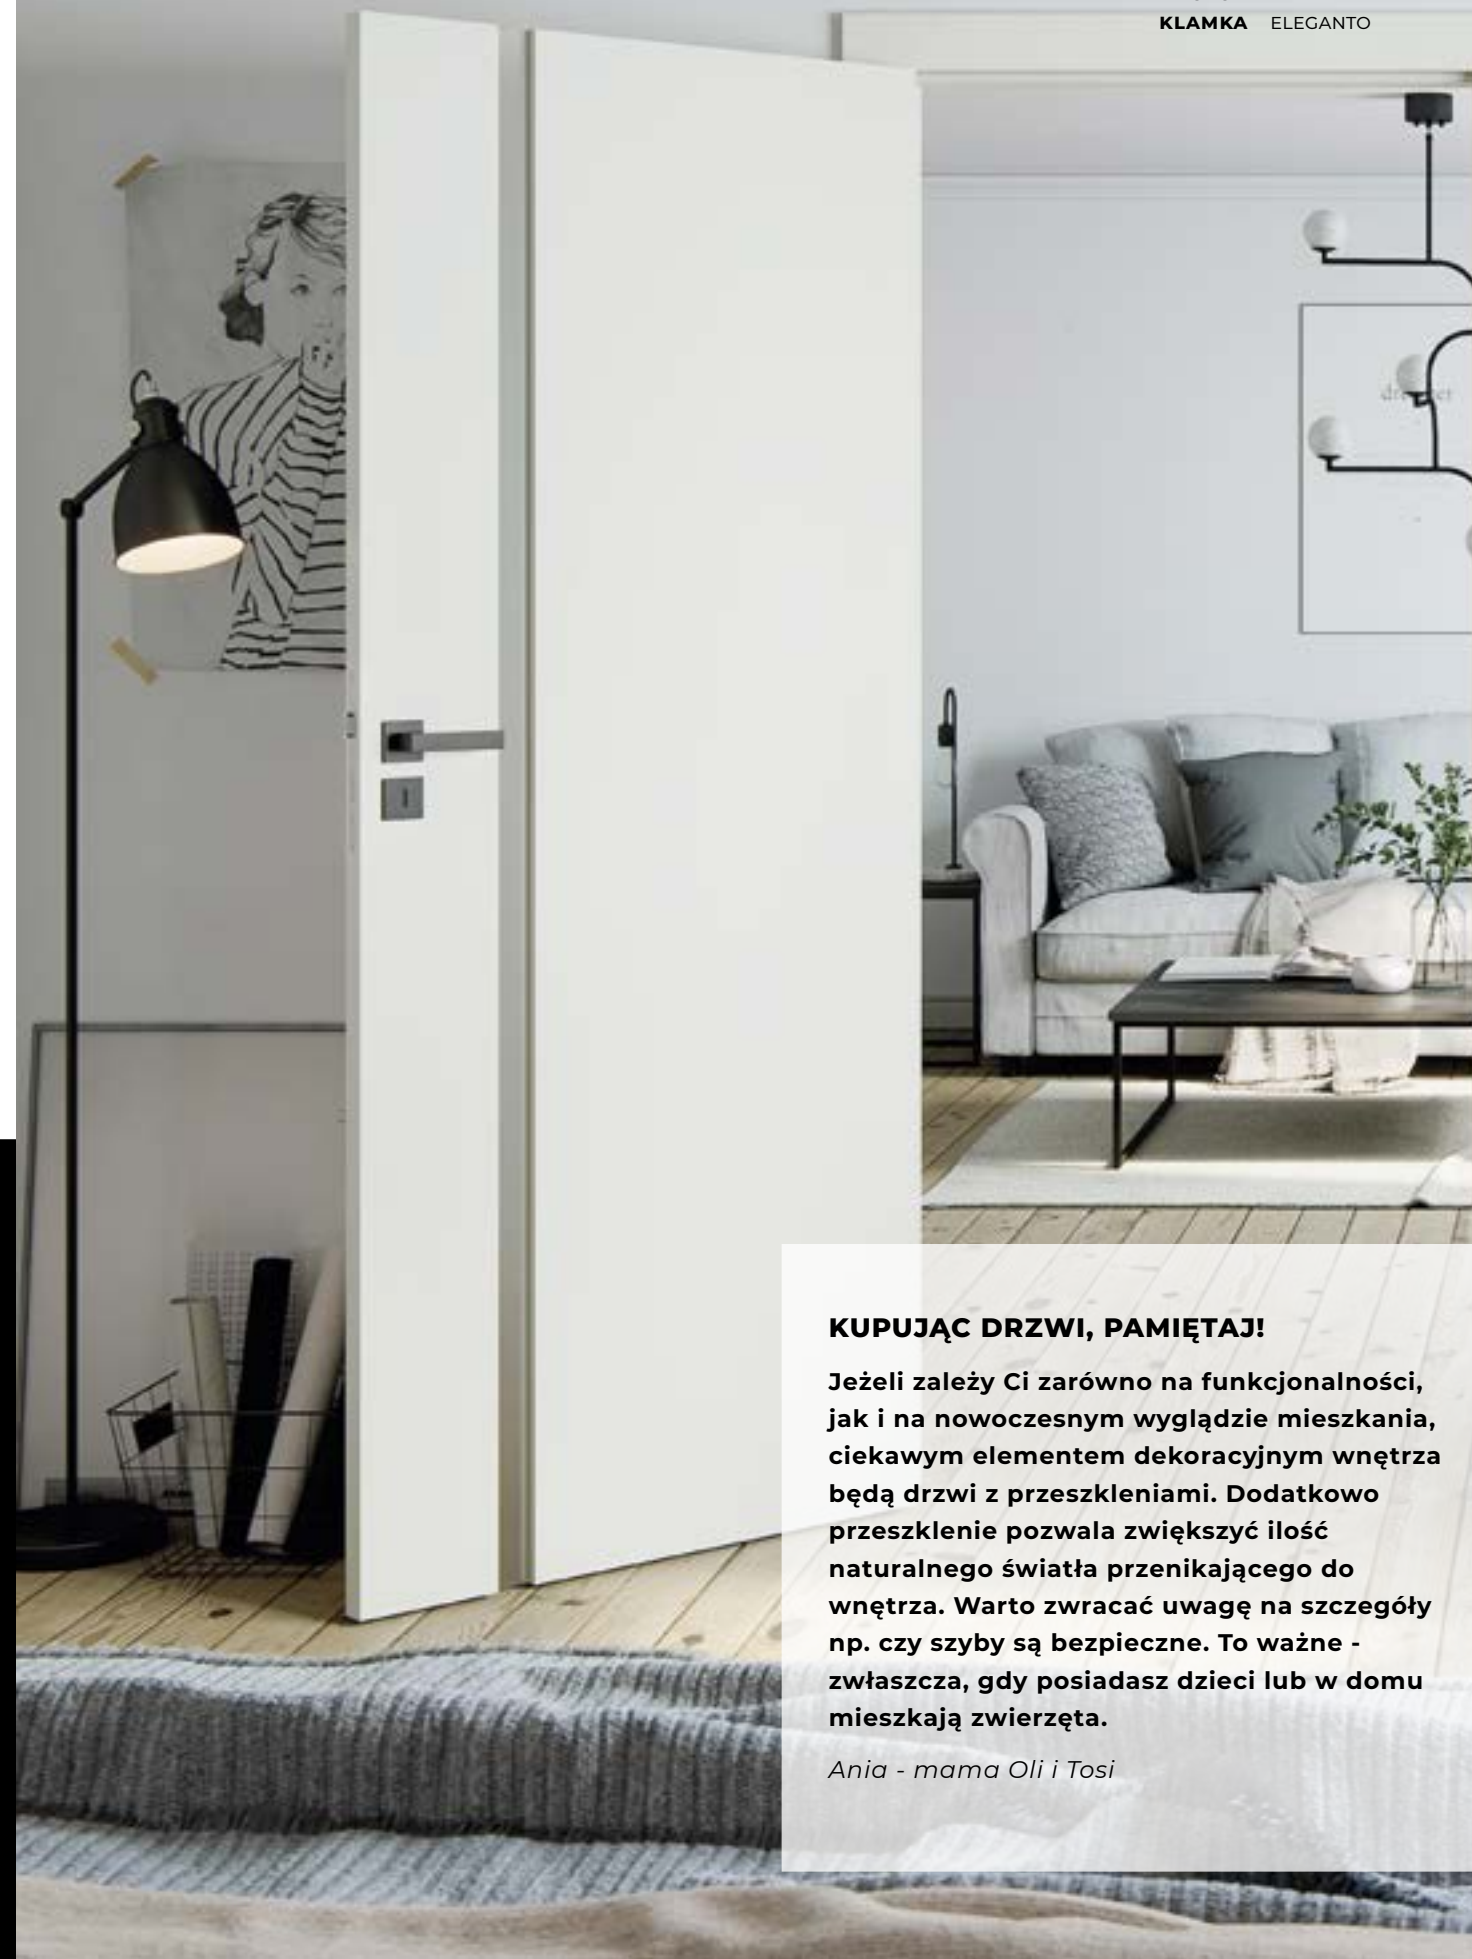 KLAMKA ELEGANTO
KUPUJĄC DRZWI, PAMIĘTAJ!
Jeżeli zależy Ci zarówno na funkcjonalności,
jak i na nowoczesnym wyglądzie mieszkania,
ciekawym elementem dekoracyjnym wnętrza
będą drzwi z przeszkleniami. Dodatkowo
przeszklenie pozwala zwiększyć ilość
naturalnego światła przenikającego do
wnętrza. Warto zwracać uwagę na szczegóły
np. czy szyby są bezpieczne. To ważne -
zwłaszcza, gdy posiadasz dzieci lub w domu
mieszkają zwierzęta.
Ania - mama Oli i Tosi